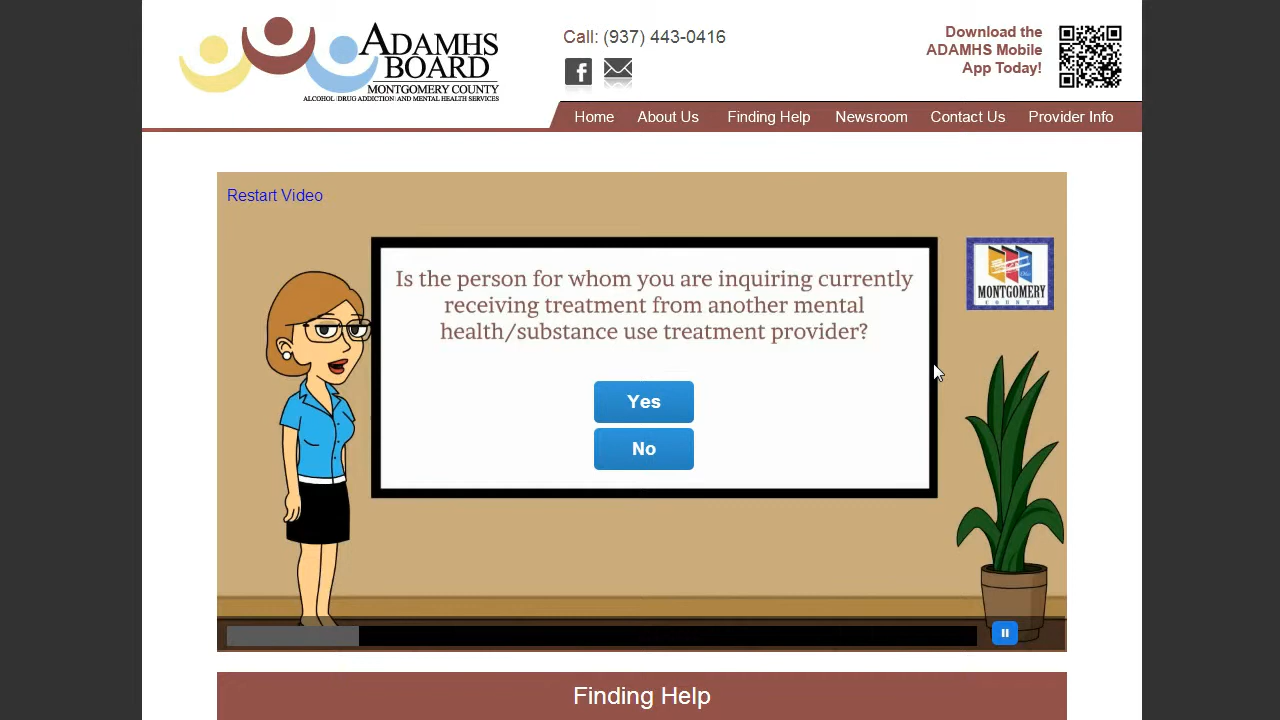 ADAMHS
BOARD
MONTGOMERY COUNTY
ALCOHOL | DRUG ADDICTION | AND MENTAL HEALTH SERVICES
Call: (937) 443-0416
f
Download the
ADAMHS Mobile
App Today!
Home About Us Finding Help Newsroom Contact Us Provider Info
Restart Video
Is the person for whom you are inquiring currently
receiving treatment from another mental
health/substance use treatment provider?
Yes
No
MONTGOMERY
COUNTY
Finding Help